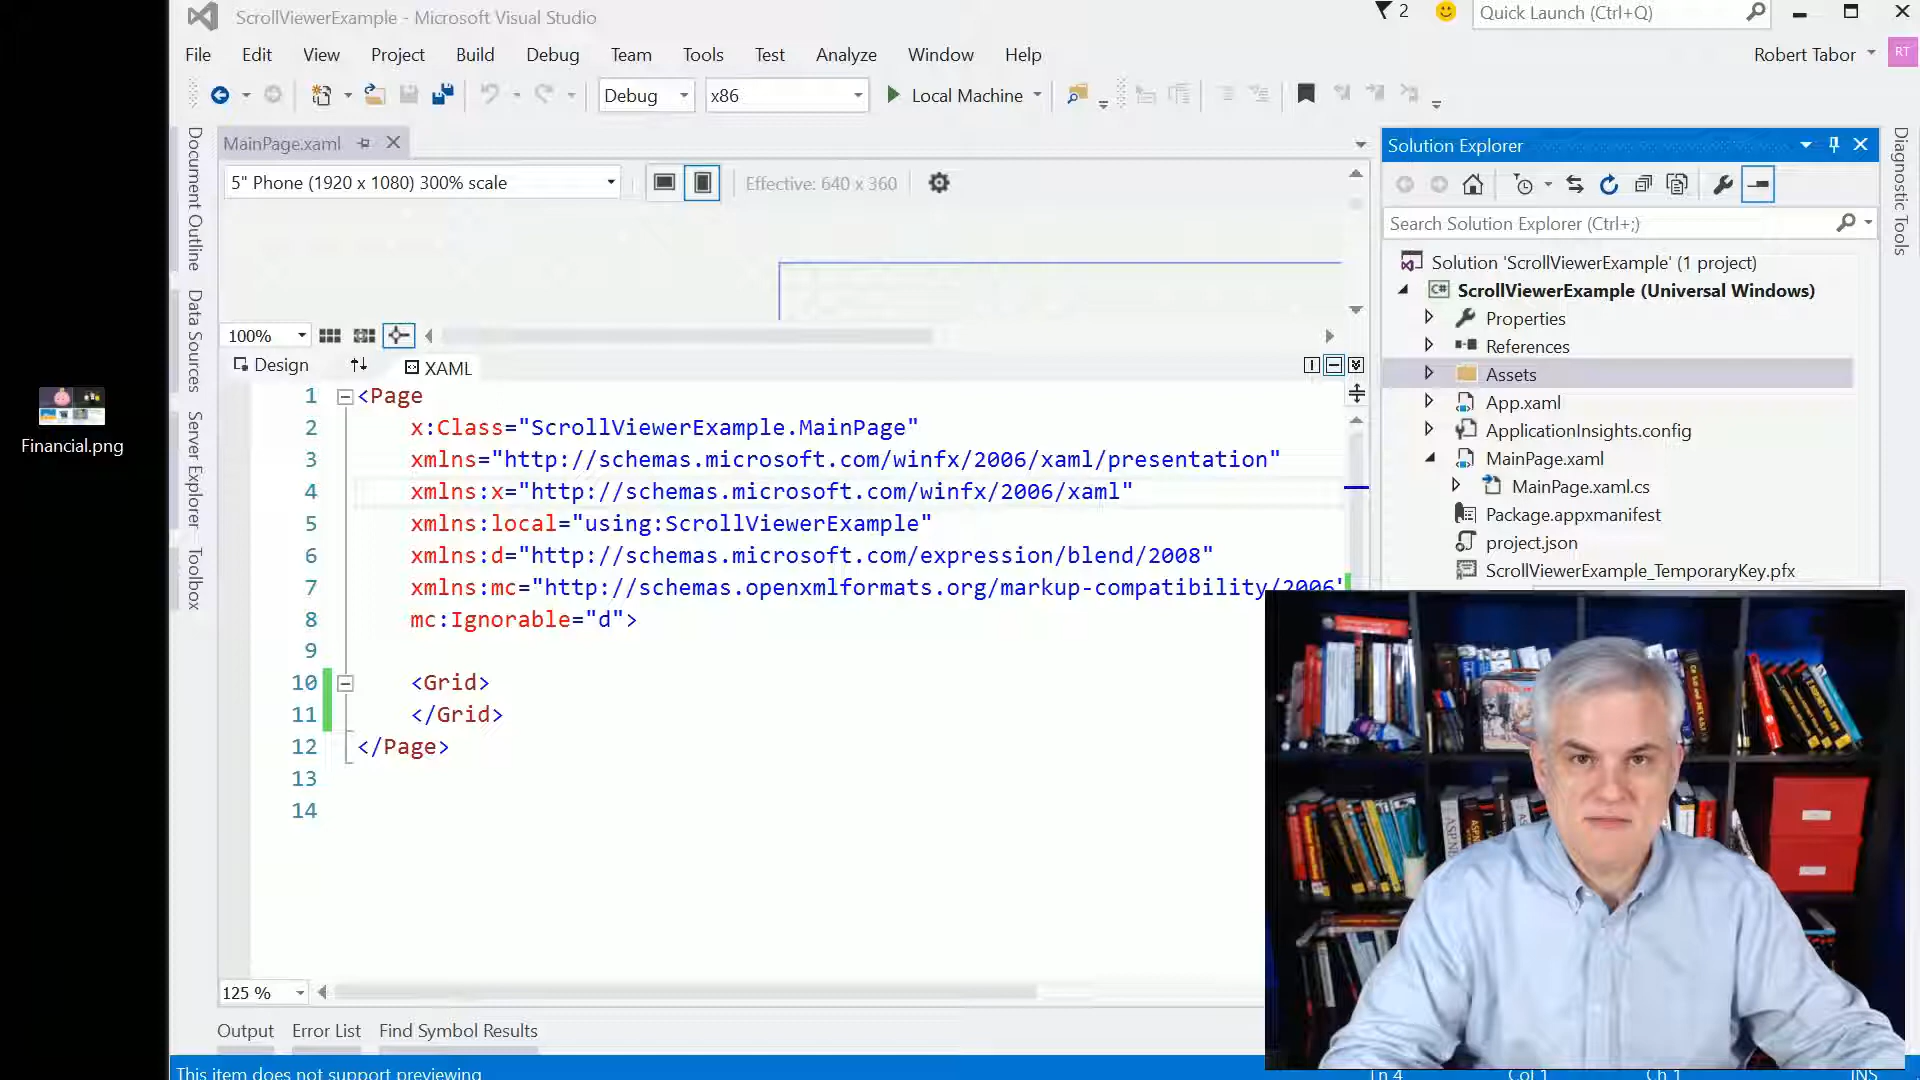 ScrollViewerExample - Microsoft Visual Studio
2
Quick Launch (Ctrl+Q)
File Edit View Project Build Debug Team Tools Test Analyze Window Help
Robert Tabor
RT
Debug
x86
Local Machine
Document Outline
Data Sources
Server Explorer
Toolbox
MainPage.xaml
5" Phone (1920 x 1080) 300% scale
Effective: 640 x 360
100%
Design
XAML
1 <Page
2 x:Class="ScrollViewerExample.MainPage"
3 xmlns="http://schemas.microsoft.com/winfx/2006/xaml/presentation"
4 xmlns:x="http://schemas.microsoft.com/winfx/2006/xaml"
5 xmlns:local="using:ScrollViewerExample"
6 xmlns:d="http://schemas.microsoft.com/expression/blend/2008"
7 xmlns:mc="http://schemas.openxmlformats.org/markup-compatibility/2006"
8 mc:Ignorable="d">
9
10 <Grid>
11 </Grid>
12 </Page>
13
14
125 %
Output Error List Find Symbol Results
This item does not support previewing
Ln 4 Col 1 Ch 1 INS
Financial.png
Solution Explorer
Search Solution Explorer (Ctrl+;)
Solution 'ScrollViewerExample' (1 project)
C# ScrollViewerExample (Universal Windows)
Properties
References
Assets
App.xaml
ApplicationInsights.config
MainPage.xaml
MainPage.xaml.cs
Package.appxmanifest
project.json
ScrollViewerExample_TemporaryKey.pfx
Diagnostic Tools